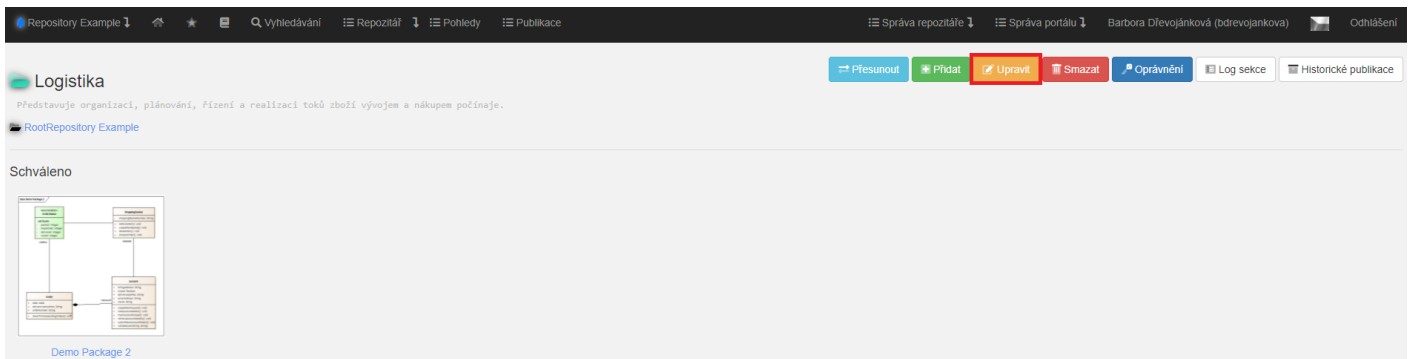 Repository Example
Vyhledávání
Repozitář
Pohledy
Publikace
Správa repozitáře
Správa portálu
Barbora Dřevojánková (bdrevojankova)
Odhlášení
Přesunout
Přidat
Upravit
Smazat
Oprávnění
Log sekce
Historické publikace
Logistika
Představuje organizaci, plánování, řízení a realizaci toků zboží vývojem a nákupem počínaje.
RootRepository Example
Schváleno
Demo Package 2